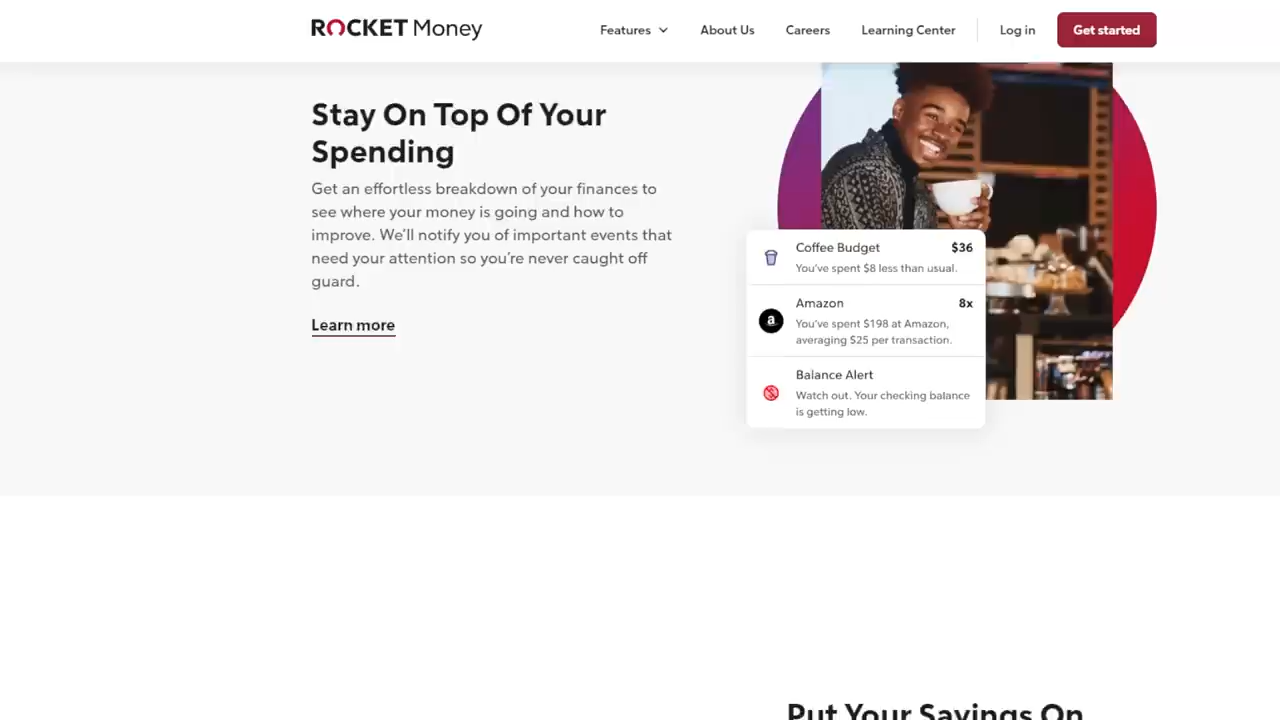 ROCKET Money
Features
About Us
Careers
Learning Center
Log in
Get started
Stay On Top Of Your
Spending
Get an effortless breakdown of your finances to
see where your money is going and how to
improve. We’ll notify you of important events that
need your attention so you’re never caught off
guard.
Learn more
Coffee Budget $36
You’ve spent $8 less than usual.
Amazon 8x
You’ve spent $198 at Amazon,
averaging $25 per transaction.
Balance Alert
Watch out. Your checking balance
is getting low.
Put Your Savings On